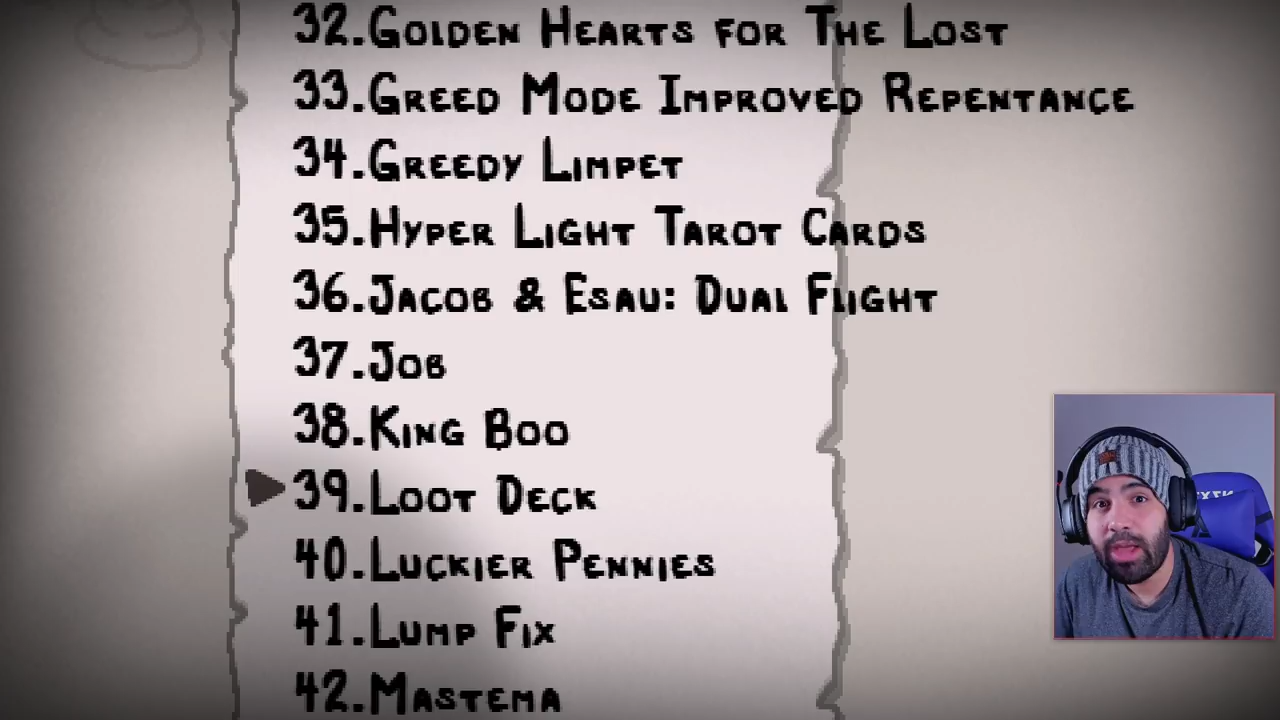 32.Golden Hearts for The Lost
33.Greed Mode Improved Repentance
34.Greedy Limpet
35.Hyper Light Tarot Cards
36.Jacob & Esau: Dual Flight
37.Job
38.King Boo
39.Loot Deck
40.Luckier Pennies
41.Lump Fix
42.Mastema